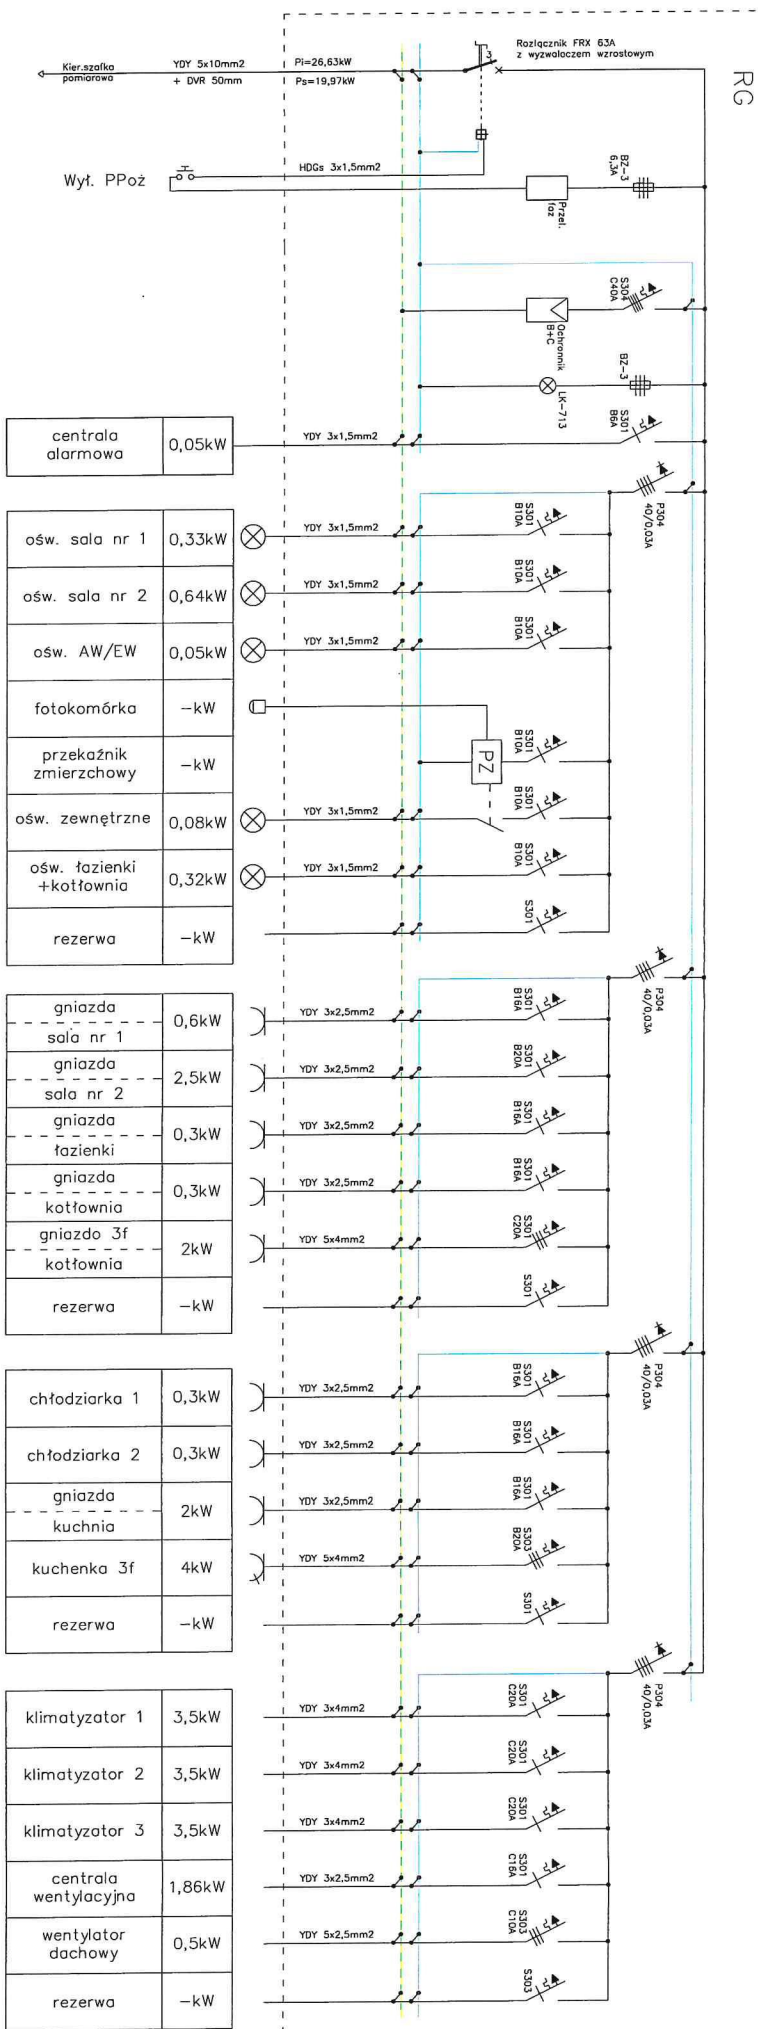 RG
Rozłącznik FRX 63A
z wyzwalaczem wzrostowym
Kier.szafka
pomiarowa
YDY 5x10mm2
+ DVR 50mm
Pi=26,63kW
Ps=19,97kW
3
Wył. PPoż
HDGs 3x1,5mm2
Przeł.
faz
BZ-3
6,3A
Ochronnik
B+C
S304
C40A
LK-713
BZ-3
centrala
alarmowa
0,05kW
YDY 3x1,5mm2
S301
B6A
P304
40/0,03A
ośw. sala nr 1
0,33kW
YDY 3x1,5mm2
S301
B10A
ośw. sala nr 2
0,64kW
YDY 3x1,5mm2
S301
B10A
ośw. AW/EW
0,05kW
YDY 3x1,5mm2
S301
B10A
fotokomórka
-kW
przekaźnik
zmierzchowy
-kW
PZ
S301
B10A
ośw. zewnętrzne
0,08kW
YDY 3x1,5mm2
S301
B10A
ośw. łazienki
+kotłownia
0,32kW
YDY 3x1,5mm2
S301
B10A
rezerwa
-kW
S301
P304
40/0,03A
gniazda
sala nr 1
0,6kW
YDY 3x2,5mm2
S301
B16A
gniazda
sala nr 2
2,5kW
YDY 3x2,5mm2
S301
B20A
gniazda
łazienki
0,3kW
YDY 3x2,5mm2
S301
B16A
gniazda
kotłownia
0,3kW
YDY 3x2,5mm2
S301
B16A
gniazdo 3f
kotłownia
2kW
YDY 5x4mm2
S301
C20A
rezerwa
-kW
S301
P304
40/0,03A
chłodziarka 1
0,3kW
YDY 3x2,5mm2
S301
B16A
chłodziarka 2
0,3kW
YDY 3x2,5mm2
S301
B16A
gniazda
kuchnia
2kW
YDY 3x2,5mm2
S301
B16A
kuchenka 3f
4kW
YDY 5x4mm2
S303
B20A
rezerwa
-kW
S301
P304
40/0,03A
klimatyzator 1
3,5kW
YDY 3x4mm2
S301
C20A
klimatyzator 2
3,5kW
YDY 3x4mm2
S301
C20A
klimatyzator 3
3,5kW
YDY 3x4mm2
S301
C20A
centrala
wentylacyjna
1,86kW
YDY 3x2,5mm2
S301
C16A
wentylator
dachowy
0,5kW
YDY 5x2,5mm2
S303
C10A
rezerwa
-kW
S303